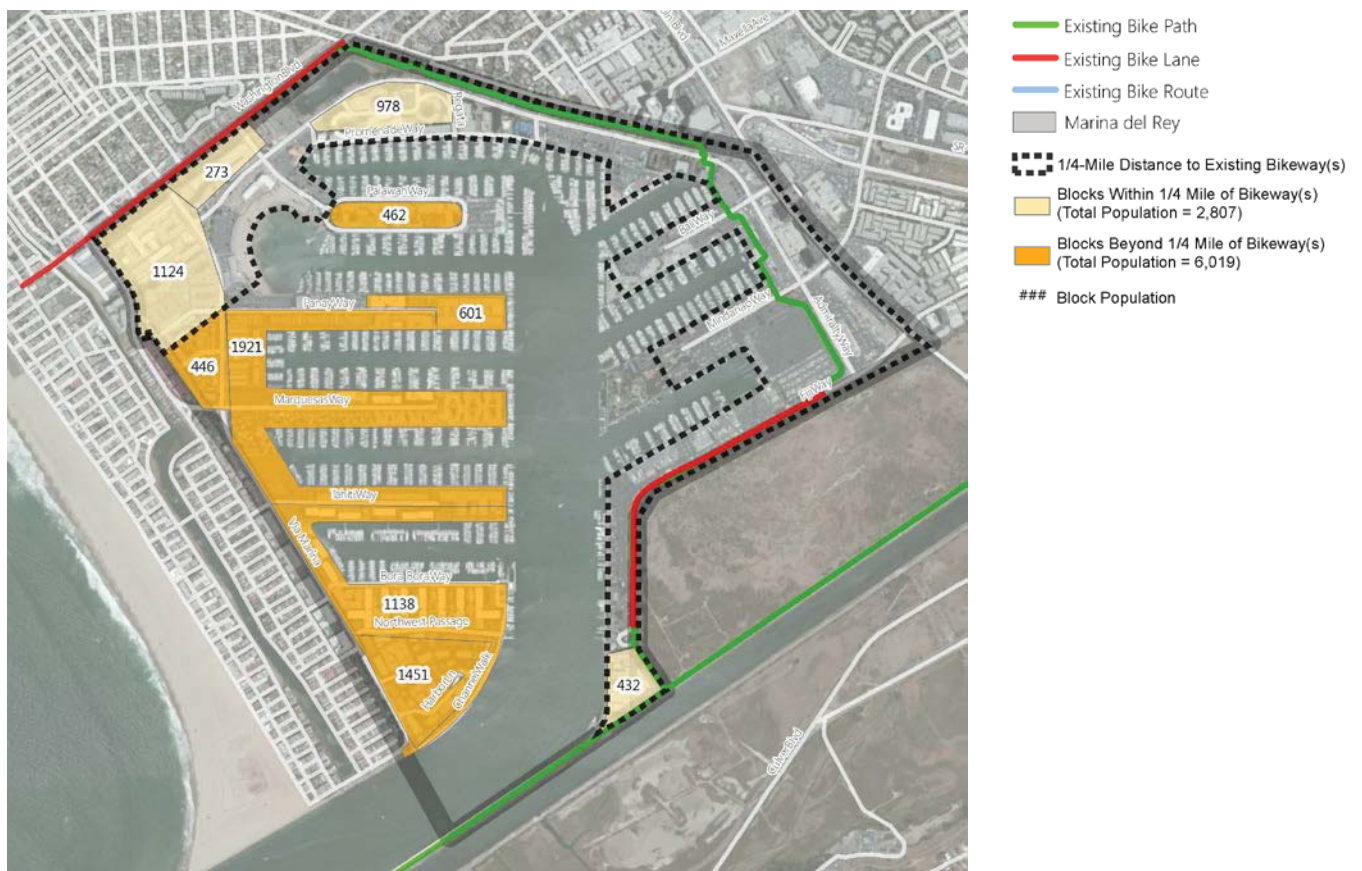 Existing Bike Path
Existing Bike Lane
Existing Bike Route
Marina del Rey
1/4-Mile Distance to Existing Bikeway(s)
Blocks Within 1/4 Mile of Bikeway(s)
(Total Population = 2,807)
Blocks Beyond 1/4 Mile of Bikeway(s)
(Total Population = 6,019)
### Block Population
Maxella Ave
Washington Blvd
978
Promenade Way
273
Palawan Way
462
Bali Way
1124
Panay Way
601
Mindanao Way
Admiralty Way
1921
446
Fiji Way
Marquesas Way
Tahiti Way
Via Marina
Bora Bora Way
1138
Northwest Passage
1451
Channel Walk
432
Culver Blvd